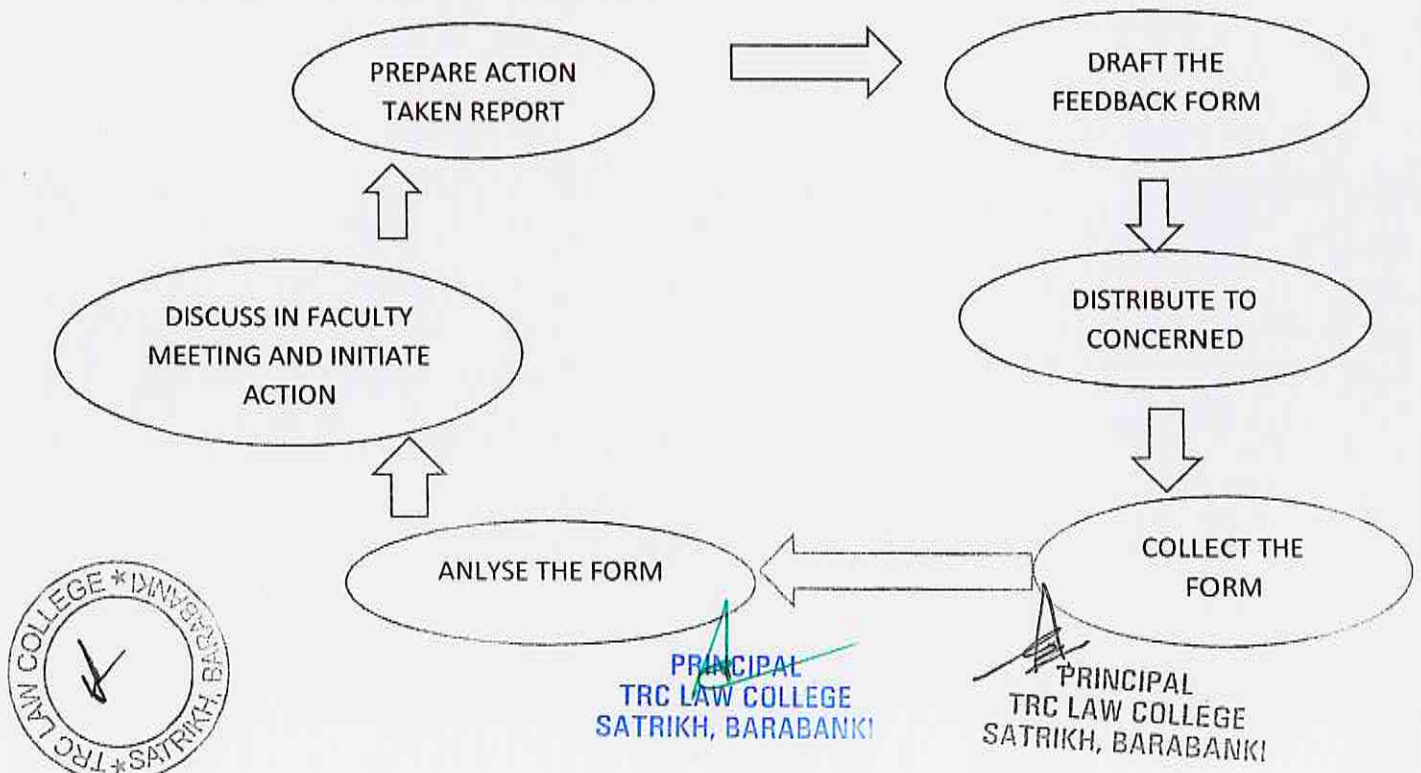 PREPARE ACTION
TAKEN REPORT
DRAFT THE
FEEDBACK FORM
DISTRIBUTE TO
CONCERNED
COLLECT THE
FORM
ANLYSE THE FORM
DISCUSS IN FACULTY
MEETING AND INITIATE
ACTION
TRC LAW COLLEGE * SATRIKH, BARABANKI *
PRINCIPAL
TRC LAW COLLEGE
SATRIKH, BARABANKI
PRINCIPAL
TRC LAW COLLEGE
SATRIKH, BARABANKI